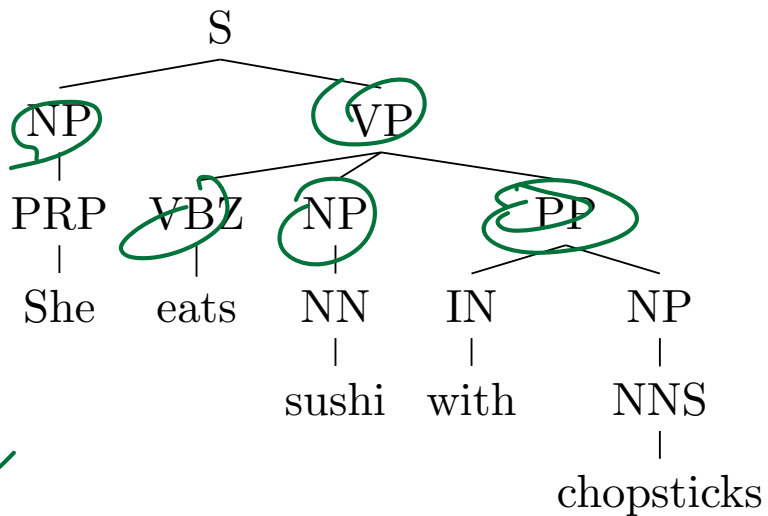 S
NP VP
PRP VBZ NP PP
She eats NN IN NP
sushi with NNS
chopsticks